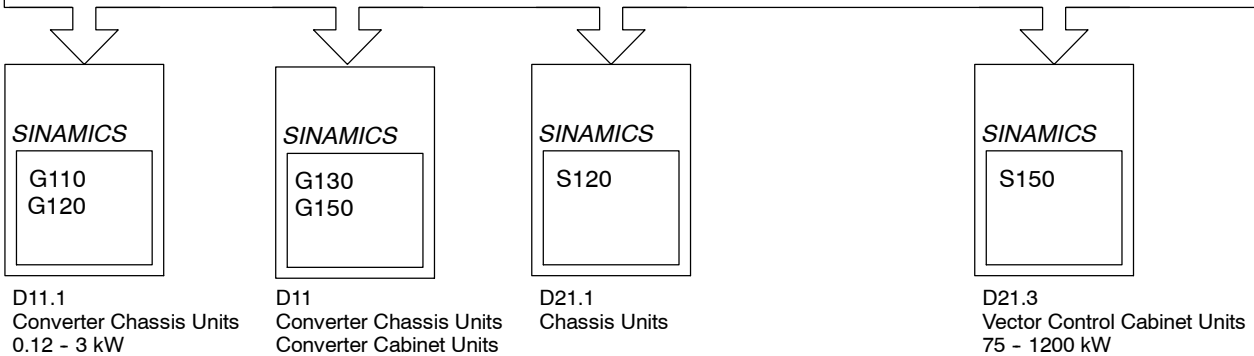 SINAMICS
G110
G120
D11.1
Converter Chassis Units
0.12 - 3 kW
SINAMICS
G130
G150
D11
Converter Chassis Units
Converter Cabinet Units
SINAMICS
S120
D21.1
Chassis Units
SINAMICS
S150
D21.3
Vector Control Cabinet Units
75 - 1200 kW